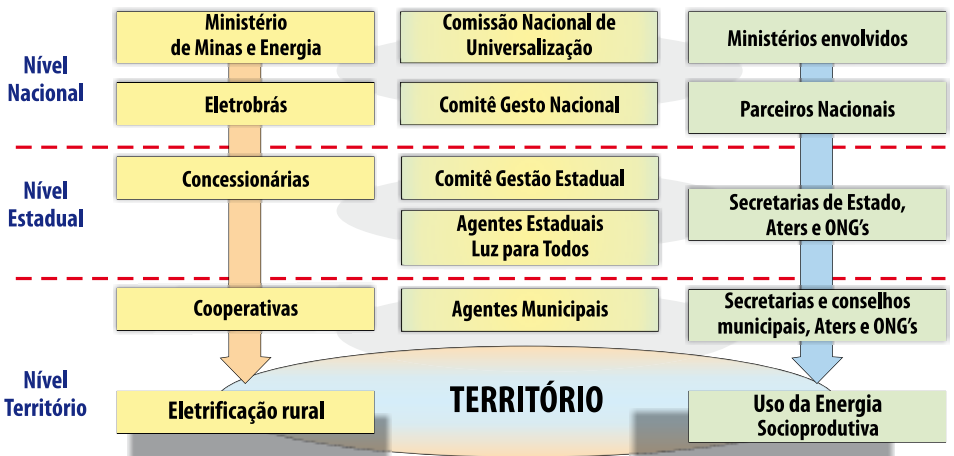 Nível
Nacional
Ministério
de Minas e Energia
Comissão Nacional de
Universalização
Ministérios envolvidos
Eletrobrás
Comitê Gesto Nacional
Parceiros Nacionais
Nível
Estadual
Concessionárias
Comitê Gestão Estadual
Agentes Estaduais
Luz para Todos
Secretarias de Estado,
Aters e ONG's
Nível
Território
Cooperativas
Agentes Municipais
Secretarias e conselhos
municipais, Aters e ONG's
Eletrificação rural
TERRITÓRIO
Uso da Energia
Socioprodutiva